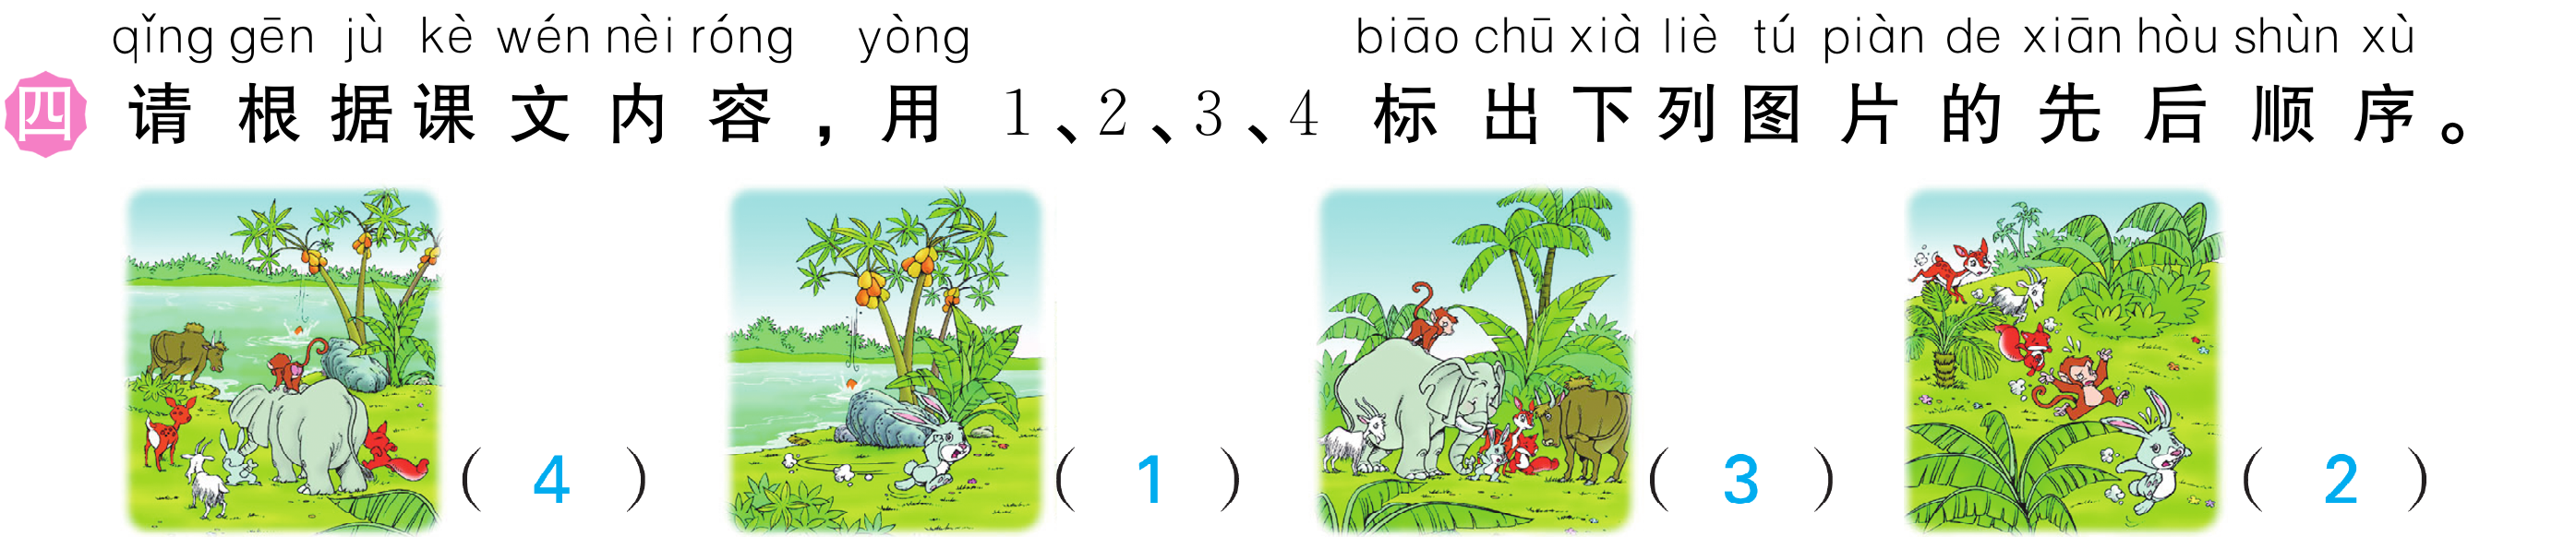 qǐng gēn jù kè wén nèi róng yòng biāo chū xià liè tú piàn de xiān hòu shùn xù
四 请根据课文内容，用 1、2、3、4 标出下列图片的先后顺序。
( 4 ) ( 1 ) ( 3 ) ( 2 )